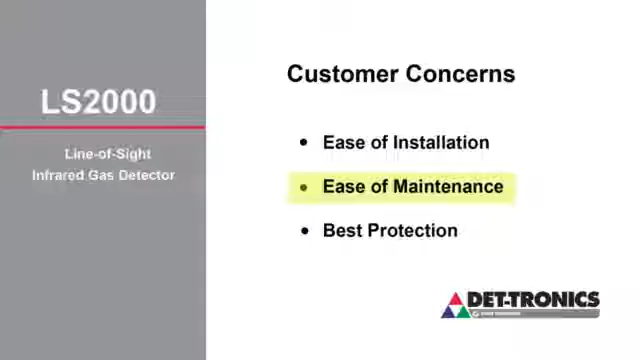 LS2000
Line-of-Sight
Infrared Gas Detector
Customer Concerns
• Ease of Installation
• Ease of Maintenance
• Best Protection
DET-TRONICS